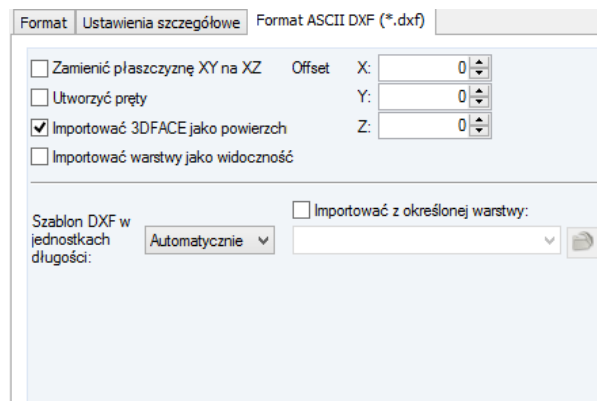 Format Ustawienia szczegółowe Format ASCII DXF (*.dxf)
Zamienić płaszczyznę XY na XZ Offset X: 0
Utworzyć pręty Y: 0
Importować 3DFACE jako powierzch Z: 0
Importować warstwy jako widoczność
Importować z określonej warstwy:
Szablon DXF w
jednostkach Automatycznie
długości: